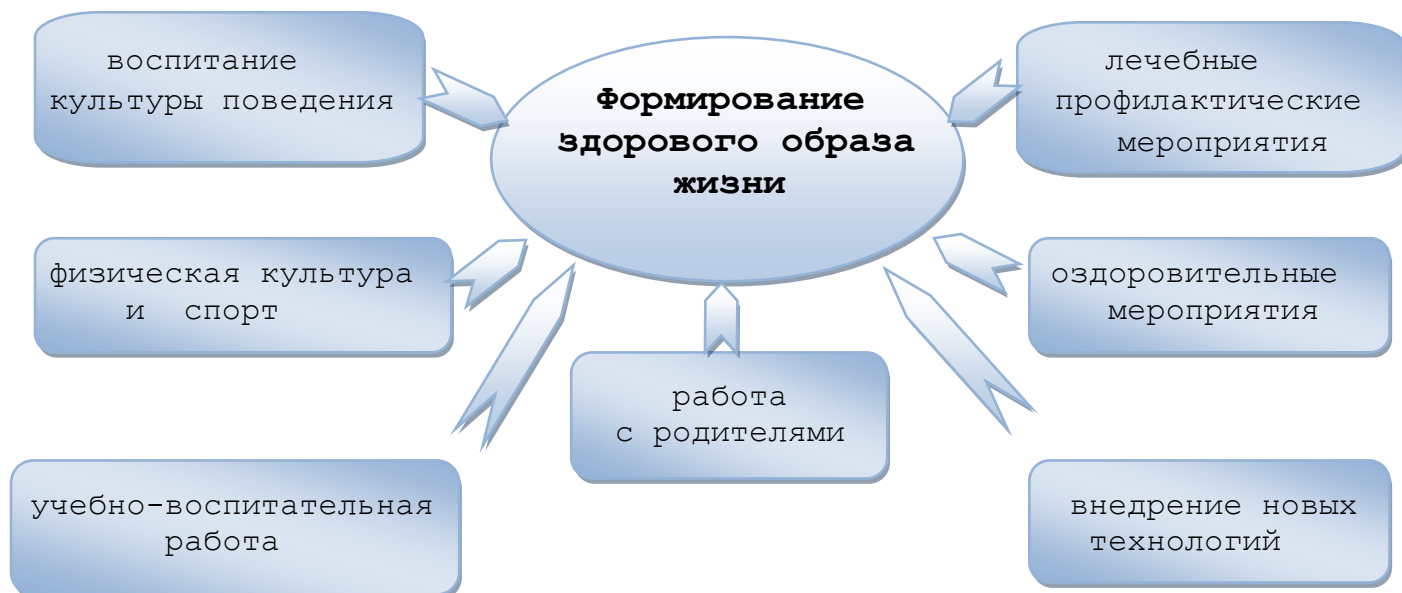 воспитание
культуры поведения
Формирование
здорового образа
жизни
лечебные
профилактические
мероприятия
физическая культура
и спорт
оздоровительные
мероприятия
работа
с родителями
учебно-воспитательная
работа
внедрение новых
технологий